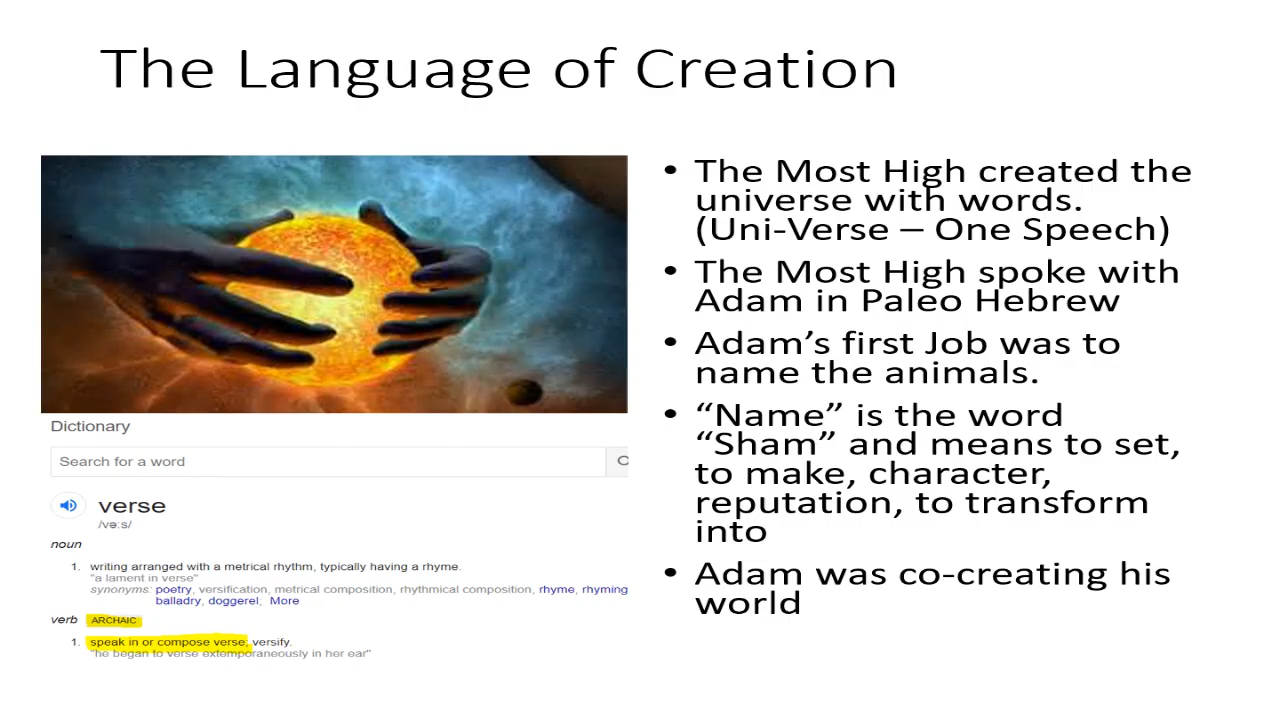 The Language of Creation
• The Most High created the
universe with words.
(Uni-Verse – One Speech)
• The Most High spoke with
Adam in Paleo Hebrew
• Adam’s first Job was to
name the animals.
• “Name” is the word
“Sham” and means to set,
to make, character,
reputation, to transform
into
• Adam was co-creating his
world
Dictionary
Search for a word
verse
/vəːs/
noun
1. writing arranged with a metrical rhythm, typically having a rhyme.
"a lament in verse"
synonyms: poetry, versification, metrical composition, rhythmical composition, rhyme, rhyming
balladry, doggerel; More
verb ARCHAIC
1. speak in or compose verse; versify.
"he began to verse extemporaneously in her ear"